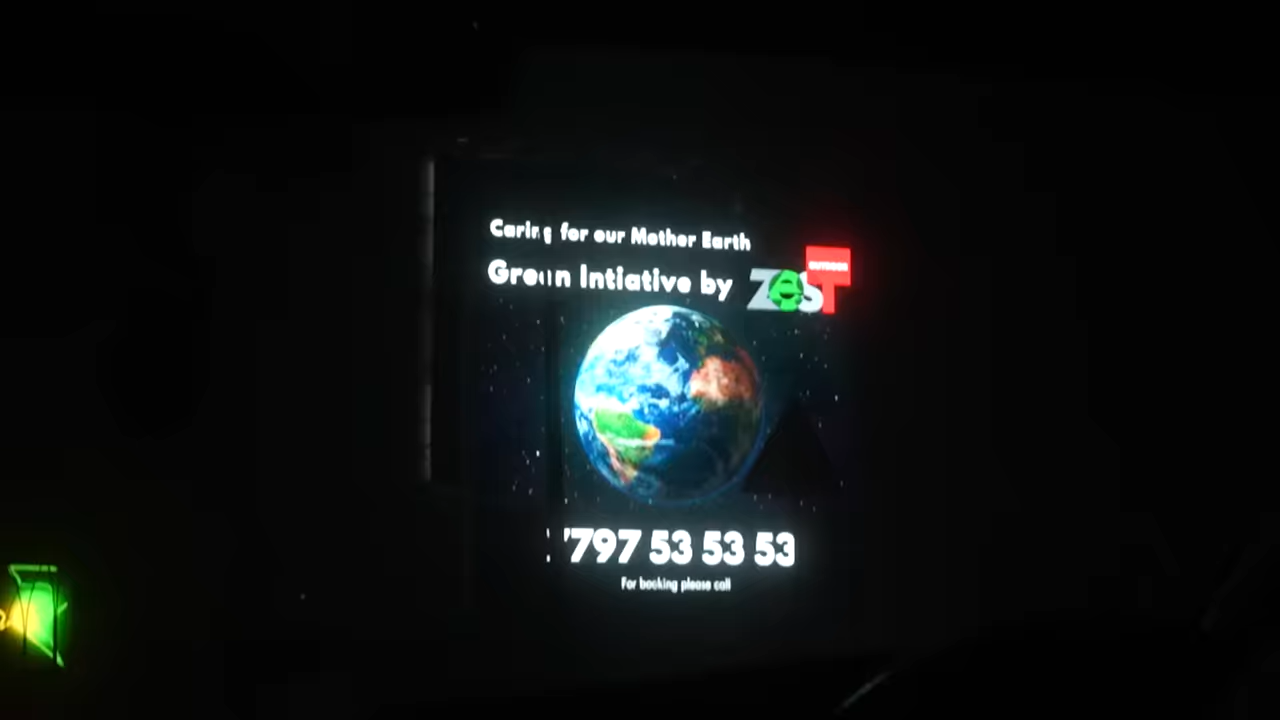 Caring for our Mother Earth
Green Intiative by ZesT
OUTDOOR
797 53 53 53
For booking please call